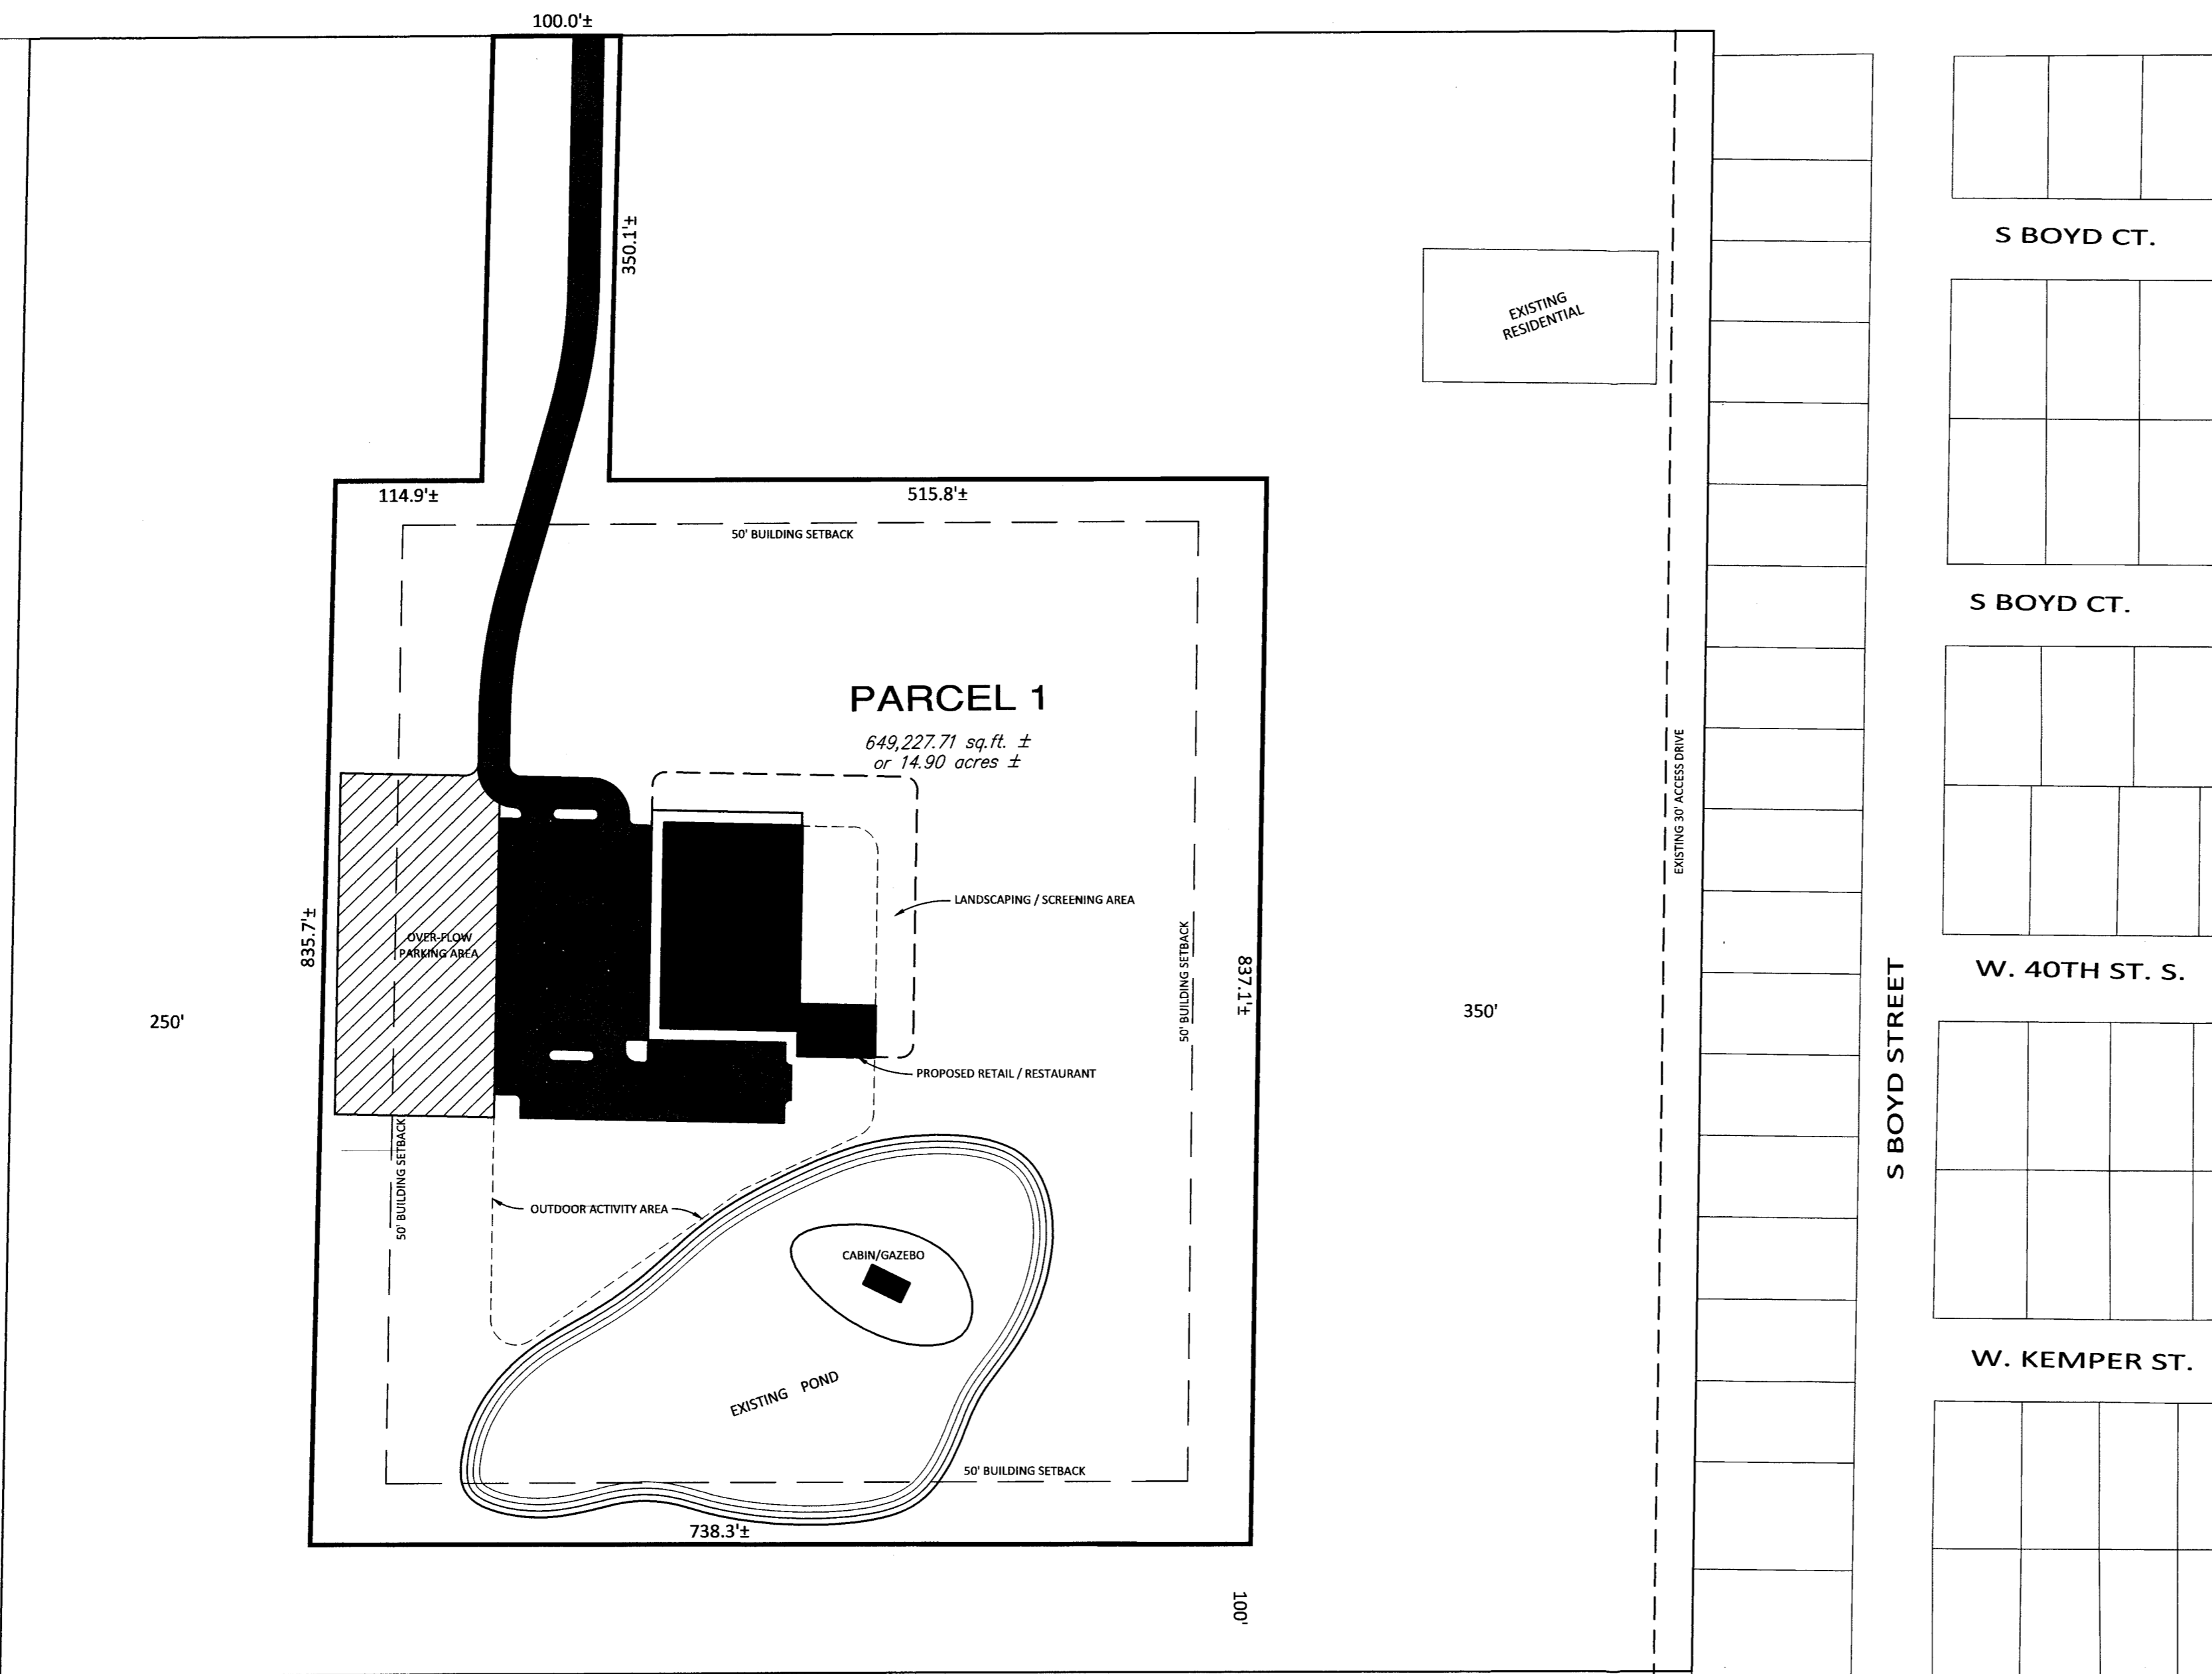 100.0'±
350.1'±
S BOYD CT.
EXISTING
RESIDENTIAL
114.9'±
515.8'±
50' BUILDING SETBACK
S BOYD CT.
PARCEL 1
649,227.71 sq.ft. ±
or 14.90 acres ±
EXISTING 30' ACCESS DRIVE
LANDSCAPING / SCREENING AREA
835.7'±
OVER-FLOW
PARKING AREA
50' BUILDING SETBACK
837.1'±
W. 40TH ST. S.
250'
350'
S BOYD STREET
PROPOSED RETAIL / RESTAURANT
50' BUILDING SETBACK
OUTDOOR ACTIVITY AREA
CABIN/GAZEBO
W. KEMPER ST.
EXISTING POND
50' BUILDING SETBACK
738.3'±
100'